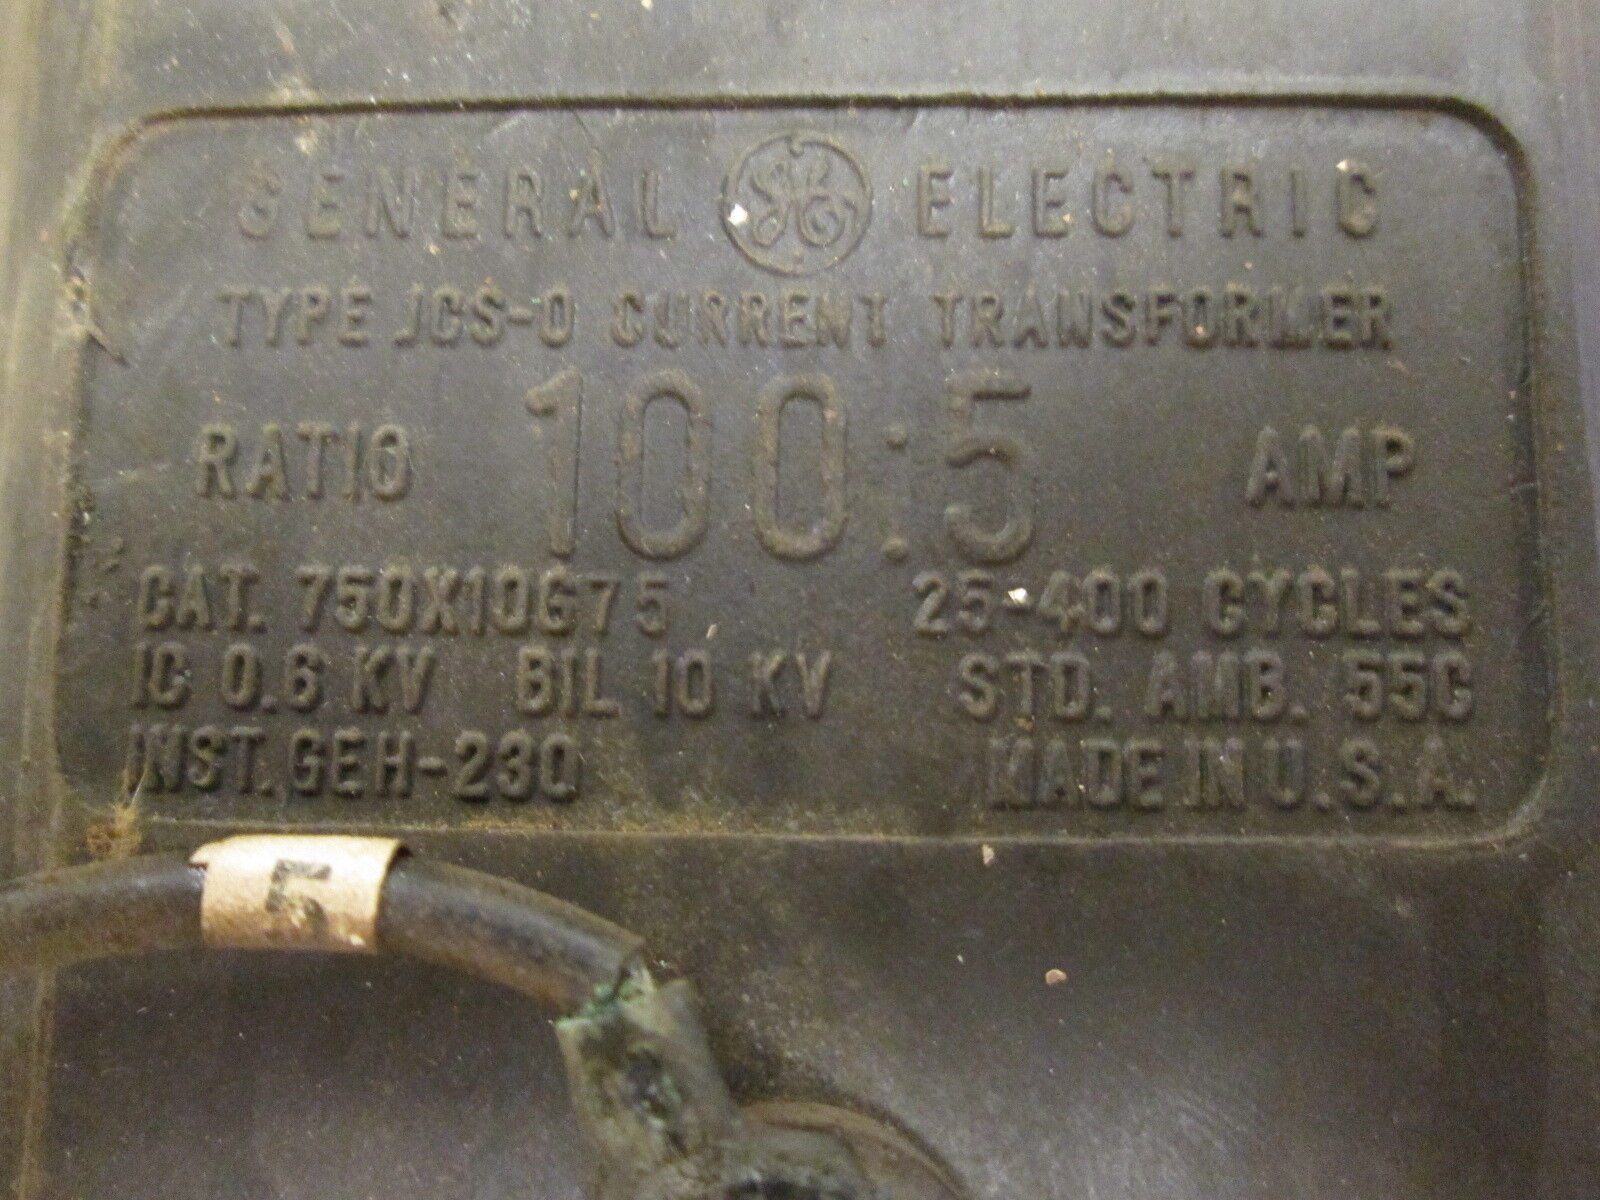 GENERAL GE ELECTRIC
TYPE JCS-0 CURRENT TRANSFORMER
RATIO 100:5 AMP
CAT. 750X10G75 25-400 CYCLES
IC 0.6 KV BIL 10 KV STD. AMB. 55C
INST. GEH-230 MADE IN U.S.A.
5